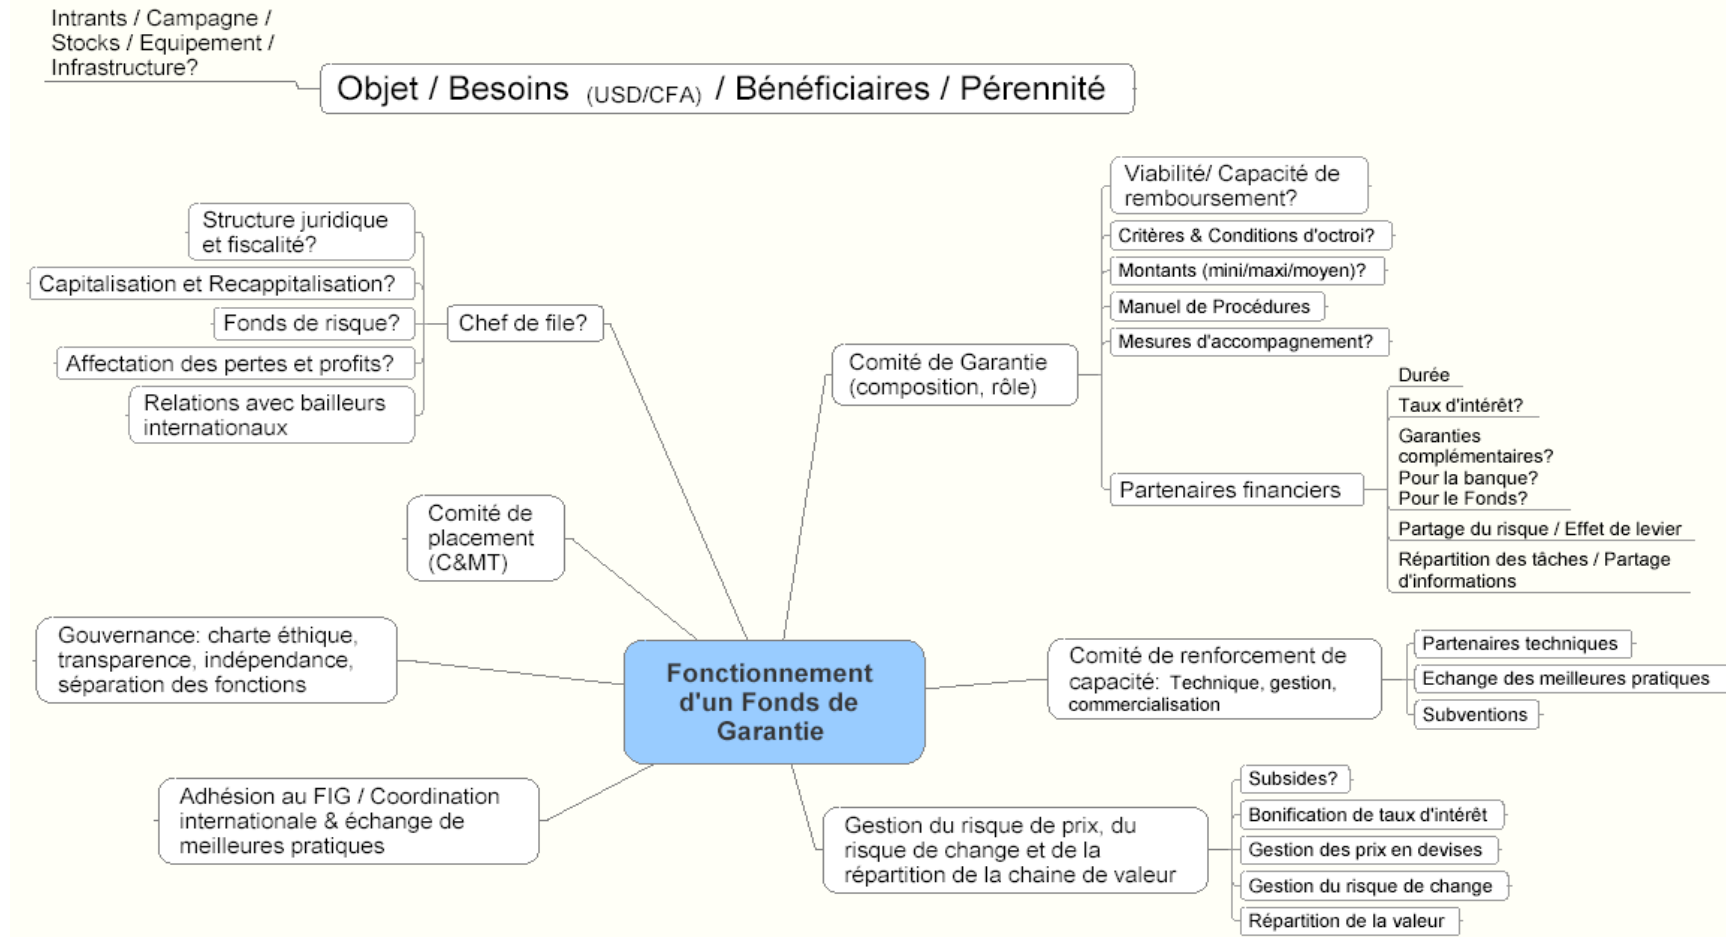 Intrants / Campagne /
Stocks / Equipement /
Infrastructure?
Objet / Besoins (USD/CFA) / Bénéficiaires / Pérennité
Structure juridique
et fiscalité?
Capitalisation et Recappitalisation?
Fonds de risque?
Affectation des pertes et profits?
Relations avec bailleurs
internationaux
Chef de file?
Comité de
placement
(C&MT)
Gouvernance: charte éthique,
transparence, indépendance,
séparation des fonctions
Adhésion au FIG / Coordination
internationale & échange de
meilleures pratiques
Fonctionnement
d'un Fonds de
Garantie
Comité de Garantie
(composition, rôle)
Viabilité/ Capacité de
remboursement?
Critères & Conditions d'octroi?
Montants (mini/maxi/moyen)?
Manuel de Procédures
Mesures d'accompagnement?
Partenaires financiers
Durée
Taux d'intérêt?
Garanties
complémentaires?
Pour la banque?
Pour le Fonds?
Partage du risque / Effet de levier
Répartition des tâches / Partage
d'informations
Comité de renforcement de
capacité: Technique, gestion,
commercialisation
Partenaires techniques
Echange des meilleures pratiques
Subventions
Gestion du risque de prix, du
risque de change et de la
répartition de la chaine de valeur
Subsides?
Bonification de taux d'intérêt
Gestion des prix en devises
Gestion du risque de change
Répartition de la valeur